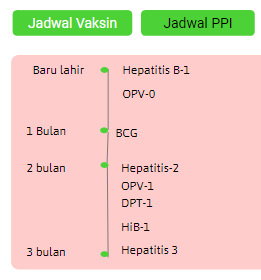 Jadwal Vaksin
Jadwal PPI
Baru lahir
Hepatitis B-1
OPV-0
1 Bulan
BCG
2 bulan
Hepatitis-2
OPV-1
DPT-1
HiB-1
3 bulan
Hepatitis 3